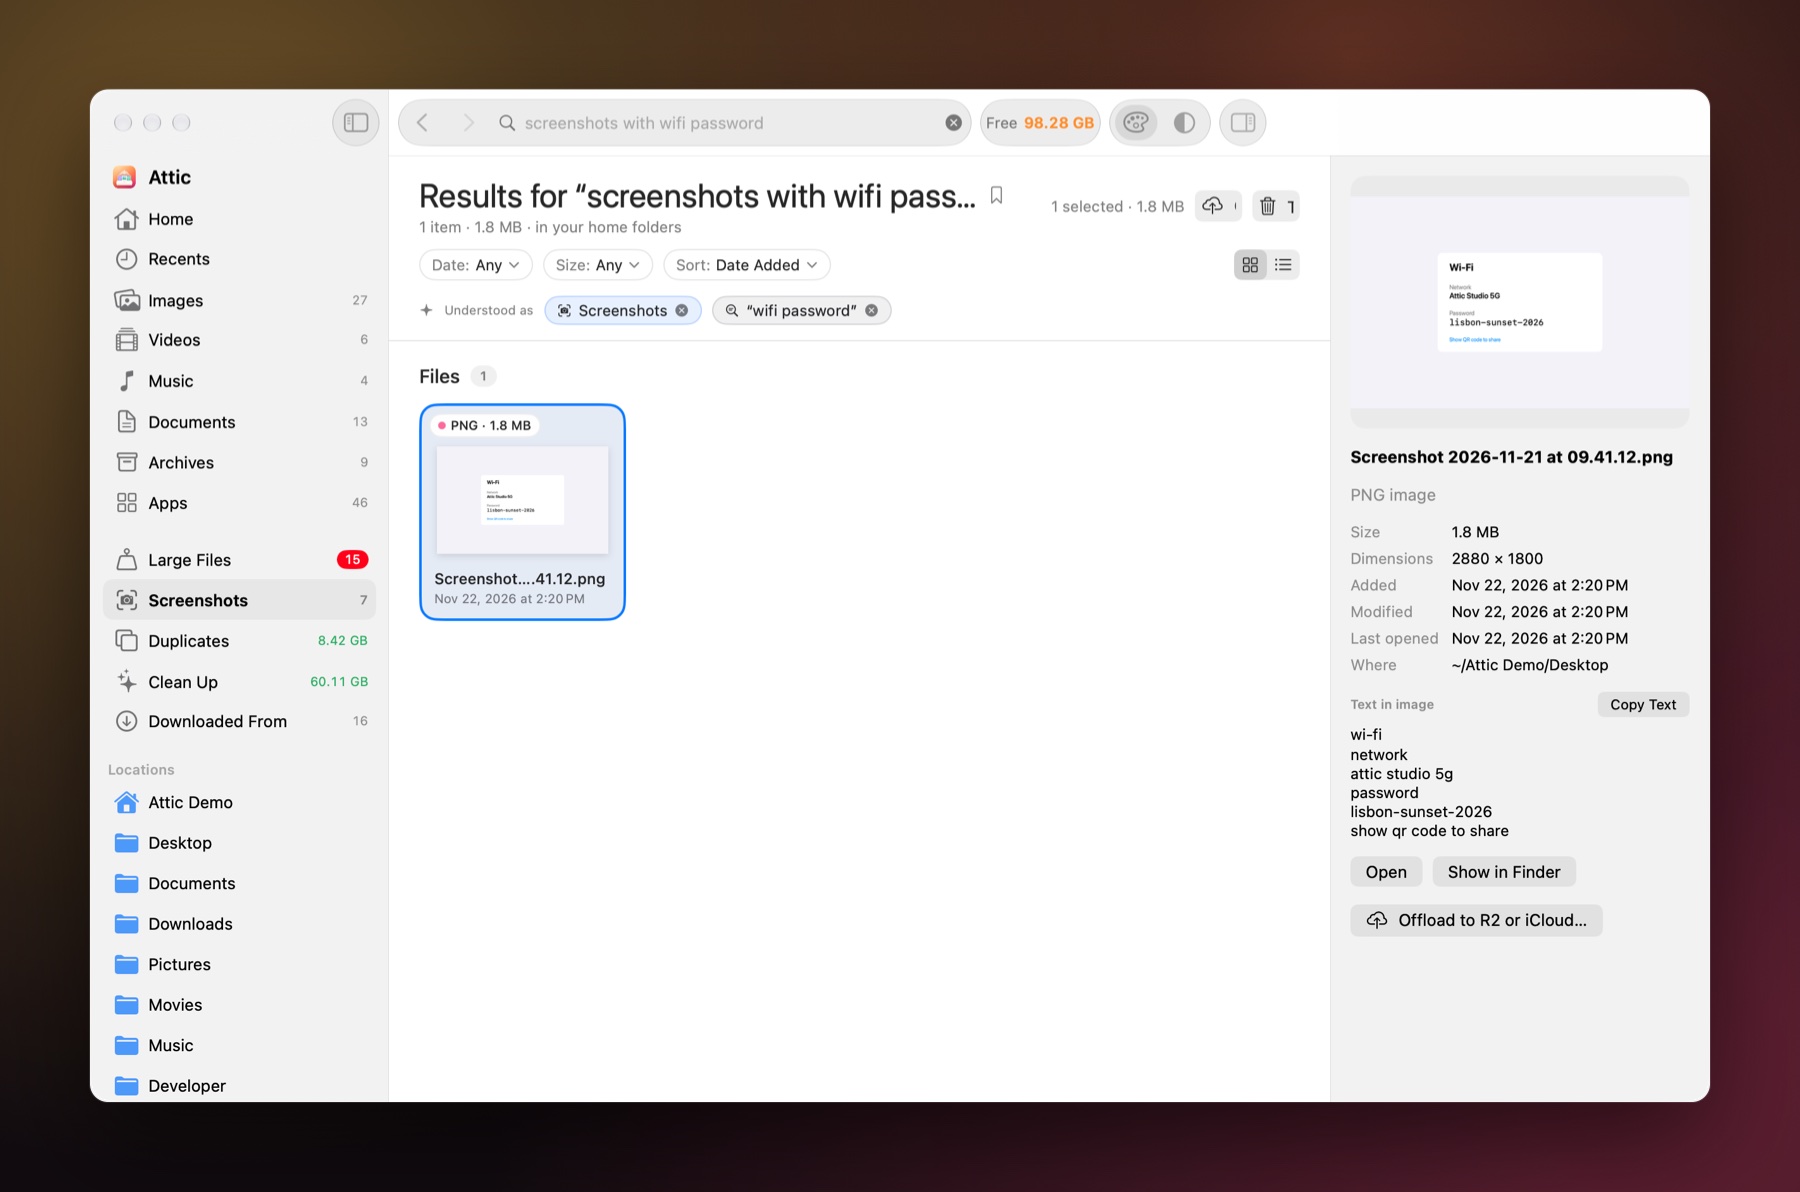 screenshots with wifi password
Free 98.28 GB
Attic
Home
Recents
Images 27
Videos 6
Music 4
Documents 13
Archives 9
Apps 46
Large Files 15
Screenshots 7
Duplicates 8.42 GB
Clean Up 60.11 GB
Downloaded From 16
Locations
Attic Demo
Desktop
Documents
Downloads
Pictures
Movies
Music
Developer
Results for “screenshots with wifi pass...
1 item · 1.8 MB · in your home folders
1 selected · 1.8 MB
1
Date: Any
Size: Any
Sort: Date Added
Understood as
Screenshots
“wifi password”
Files 1
PNG · 1.8 MB
Wi-Fi
Network
Attic Studio 5G
Password
lisbon-sunset-2026
Screenshot....41.12.png
Nov 22, 2026 at 2:20 PM
Wi-Fi
Network
Attic Studio 5G
Password
lisbon-sunset-2026
Show QR code to share
Screenshot 2026-11-21 at 09.41.12.png
PNG image
Size 1.8 MB
Dimensions 2880 × 1800
Added Nov 22, 2026 at 2:20 PM
Modified Nov 22, 2026 at 2:20 PM
Last opened Nov 22, 2026 at 2:20 PM
Where ~/Attic Demo/Desktop
Text in image
Copy Text
wi-fi
network
attic studio 5g
password
lisbon-sunset-2026
show qr code to share
Open
Show in Finder
Offload to R2 or iCloud...